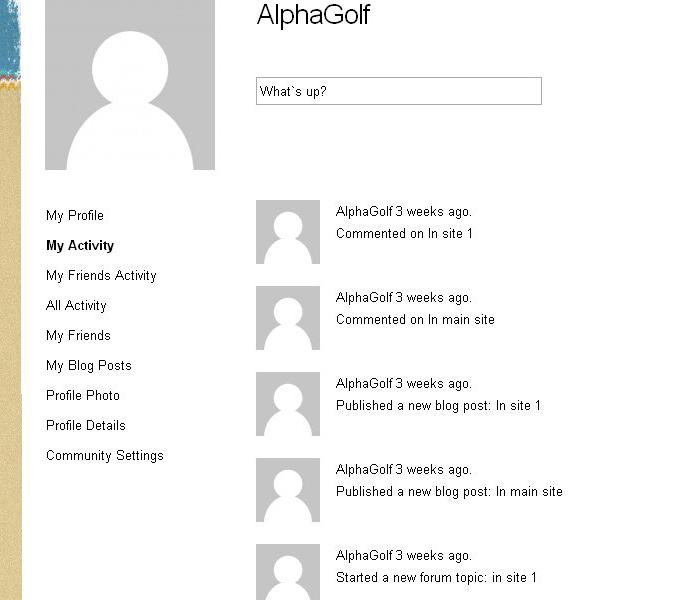 AlphaGolf
What`s up?
My Profile
My Activity
My Friends Activity
All Activity
My Friends
My Blog Posts
Profile Photo
Profile Details
Community Settings
AlphaGolf 3 weeks ago.
Commented on In site 1
AlphaGolf 3 weeks ago.
Commented on In main site
AlphaGolf 3 weeks ago.
Published a new blog post: In site 1
AlphaGolf 3 weeks ago.
Published a new blog post: In main site
AlphaGolf 3 weeks ago.
Started a new forum topic: in site 1